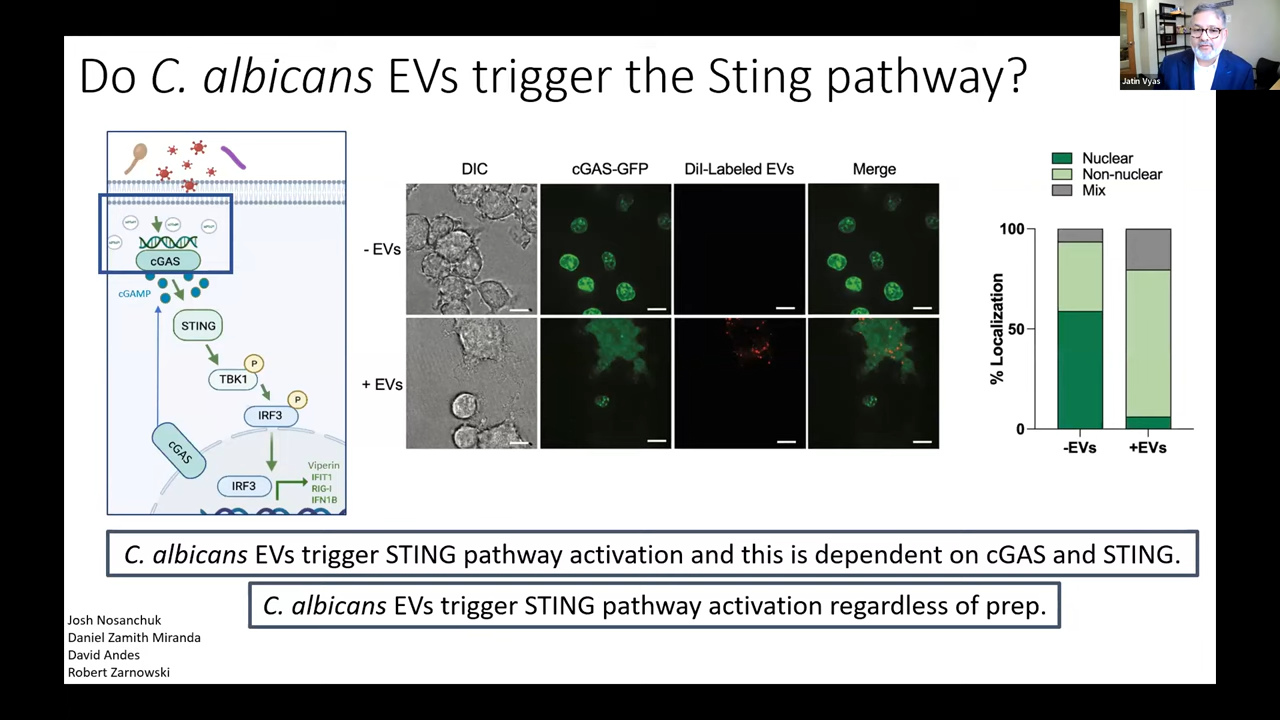 Do C. albicans EVs trigger the Sting pathway?
Jatin Vyas
cGAS
cGAMP
STING
P
TBK1
P
IRF3
cGAS
IRF3
Viperin
IFIT1
RIG-I
IFN1B
DIC
cGAS-GFP
DiI-Labeled EVs
Merge
- EVs
+ EVs
Nuclear
Non-nuclear
Mix
% Localization
100
50
0
-EVs
+EVs
C. albicans EVs trigger STING pathway activation and this is dependent on cGAS and STING.
C. albicans EVs trigger STING pathway activation regardless of prep.
Josh Nosanchuk
Daniel Zamith Miranda
David Andes
Robert Zarnowski